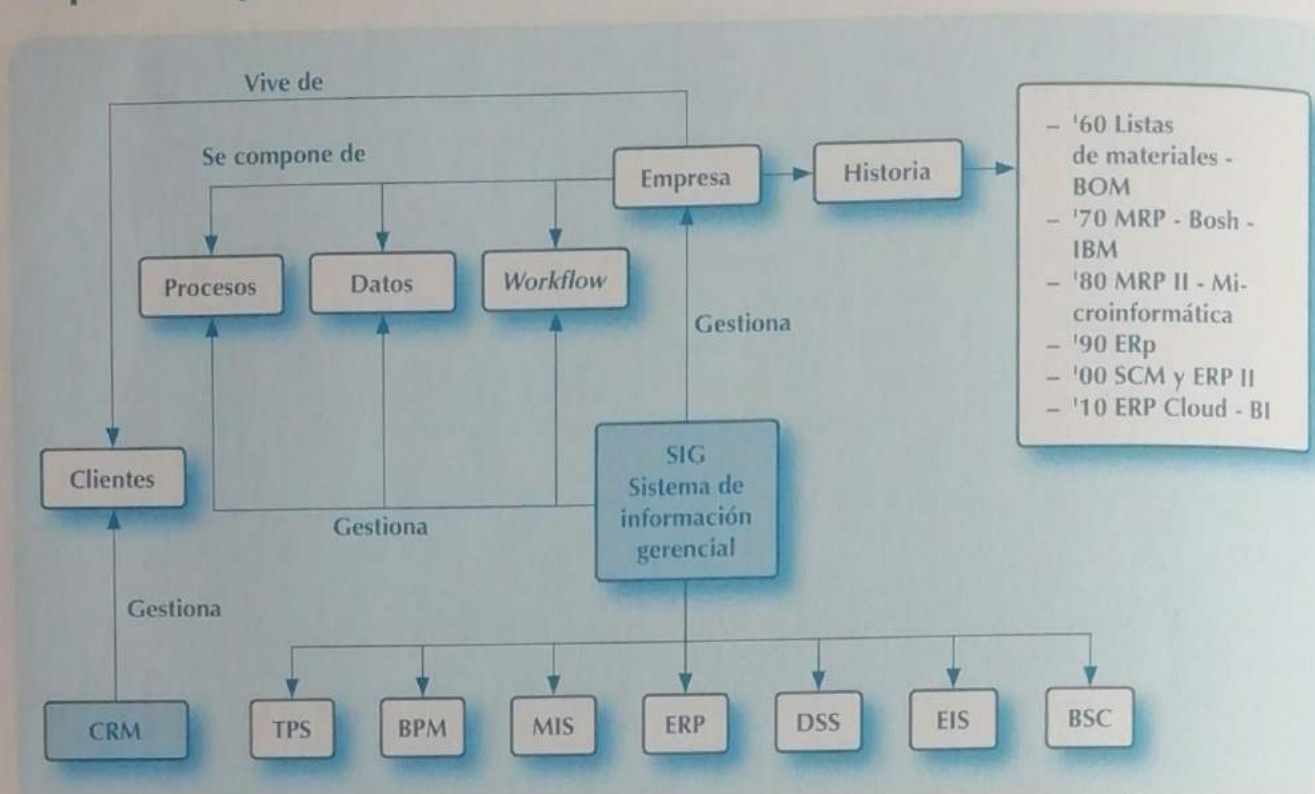 Vive de
Se compone de
Empresa
Historia
– '60 Listas
de materiales -
BOM
– '70 MRP - Bosh -
IBM
– '80 MRP II - Mi-
croinformática
– '90 ERp
– '00 SCM y ERP II
– '10 ERP Cloud - BI
Procesos
Datos
Workflow
Gestiona
Clientes
SIG
Sistema de
información
gerencial
Gestiona
Gestiona
CRM
TPS
BPM
MIS
ERP
DSS
EIS
BSC